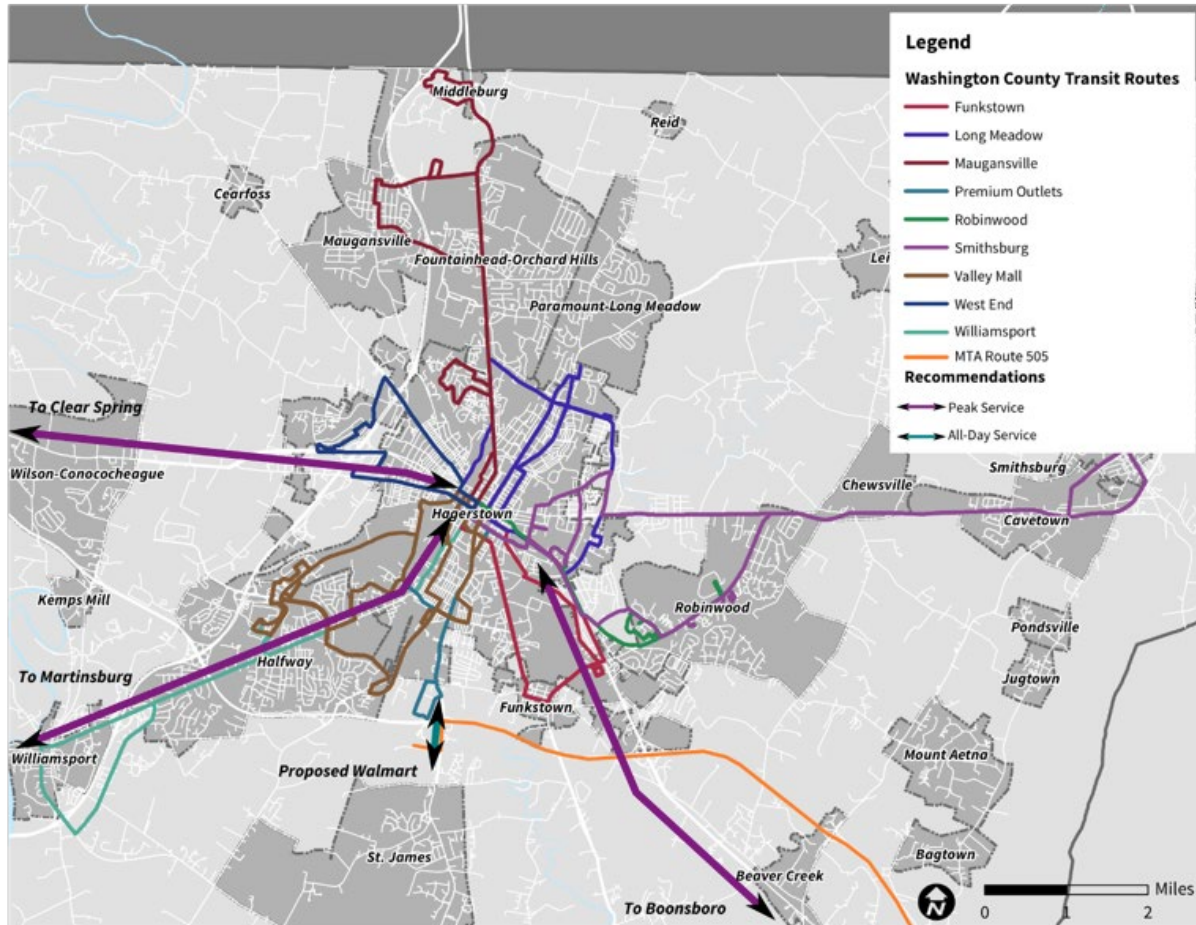 Legend
Washington County Transit Routes
Funkstown
Long Meadow
Maugansville
Premium Outlets
Robinwood
Smithsburg
Valley Mall
West End
Williamsport
MTA Route 505
Recommendations
Peak Service
All-Day Service
Middleburg
Reid
Cearfoss
Maugansville
Fountainhead-Orchard Hills
Paramount-Long Meadow
To Clear Spring
Wilson-Conococheague
Smithsburg
Chewsville
Hagerstown
Cavetown
Kemps Mill
Robinwood
Pondsville
Halfway
To Martinsburg
Jugtown
Funkstown
Williamsport
Mount Aetna
Proposed Walmart
St. James
Bagtown
Beaver Creek
To Boonsboro
N
Miles
0 1 2